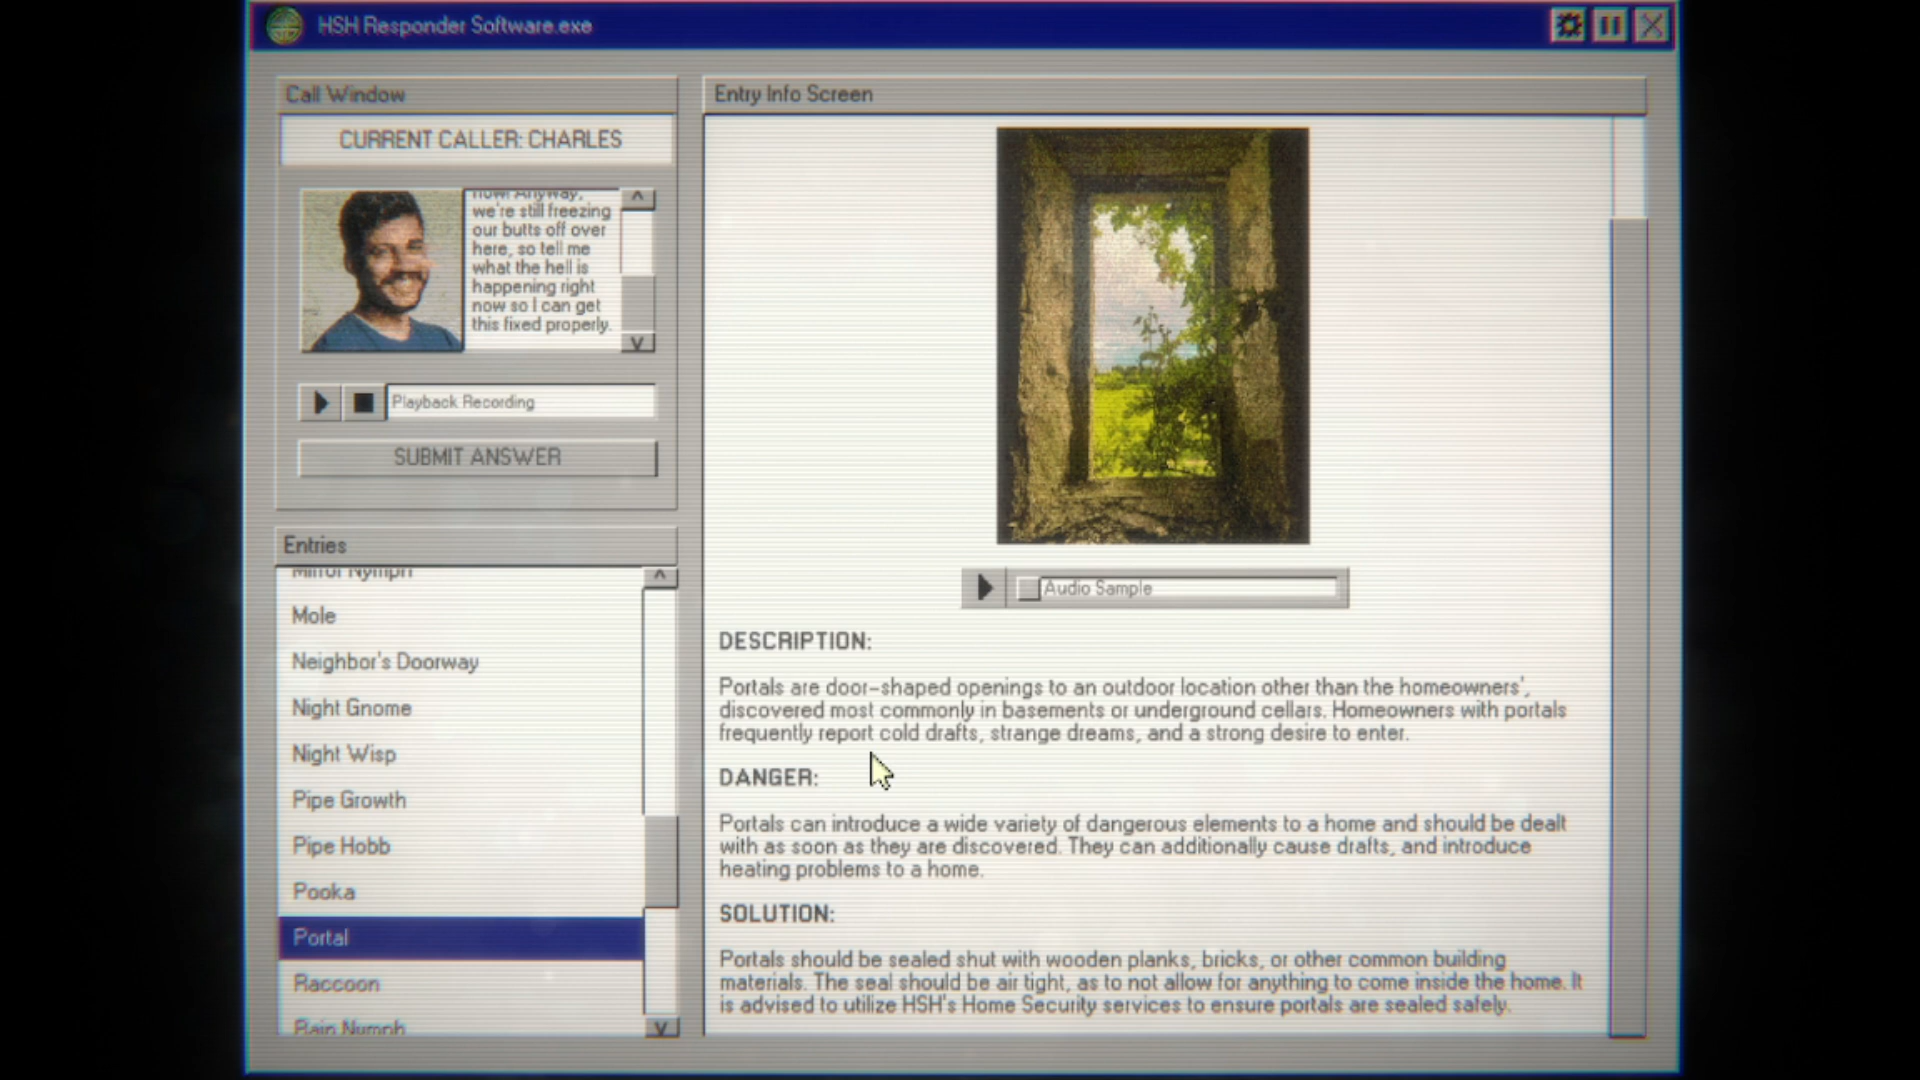 HSH Responder Software.exe
Call Window
CURRENT CALLER: CHARLES
now! Anyway,
we're still freezing
our butts off over
here, so tell me
what the hell is
happening right
now so I can get
this fixed properly.
Playback Recording
SUBMIT ANSWER
Entries
Mirror Nymph
Mole
Neighbor's Doorway
Night Gnome
Night Wisp
Pipe Growth
Pipe Hobb
Pooka
Portal
Raccoon
Rain Nymph
Entry Info Screen
Audio Sample
DESCRIPTION:
Portals are door-shaped openings to an outdoor location other than the homeowners',
discovered most commonly in basements or underground cellars. Homeowners with portals
frequently report cold drafts, strange dreams, and a strong desire to enter.
DANGER:
Portals can introduce a wide variety of dangerous elements to a home and should be dealt
with as soon as they are discovered. They can additionally cause drafts, and introduce
heating problems to a home.
SOLUTION:
Portals should be sealed shut with wooden planks, bricks, or other common building
materials. The seal should be air tight, as to not allow for anything to come inside the home. It
is advised to utilize HSH's Home Security services to ensure portals are sealed safely.